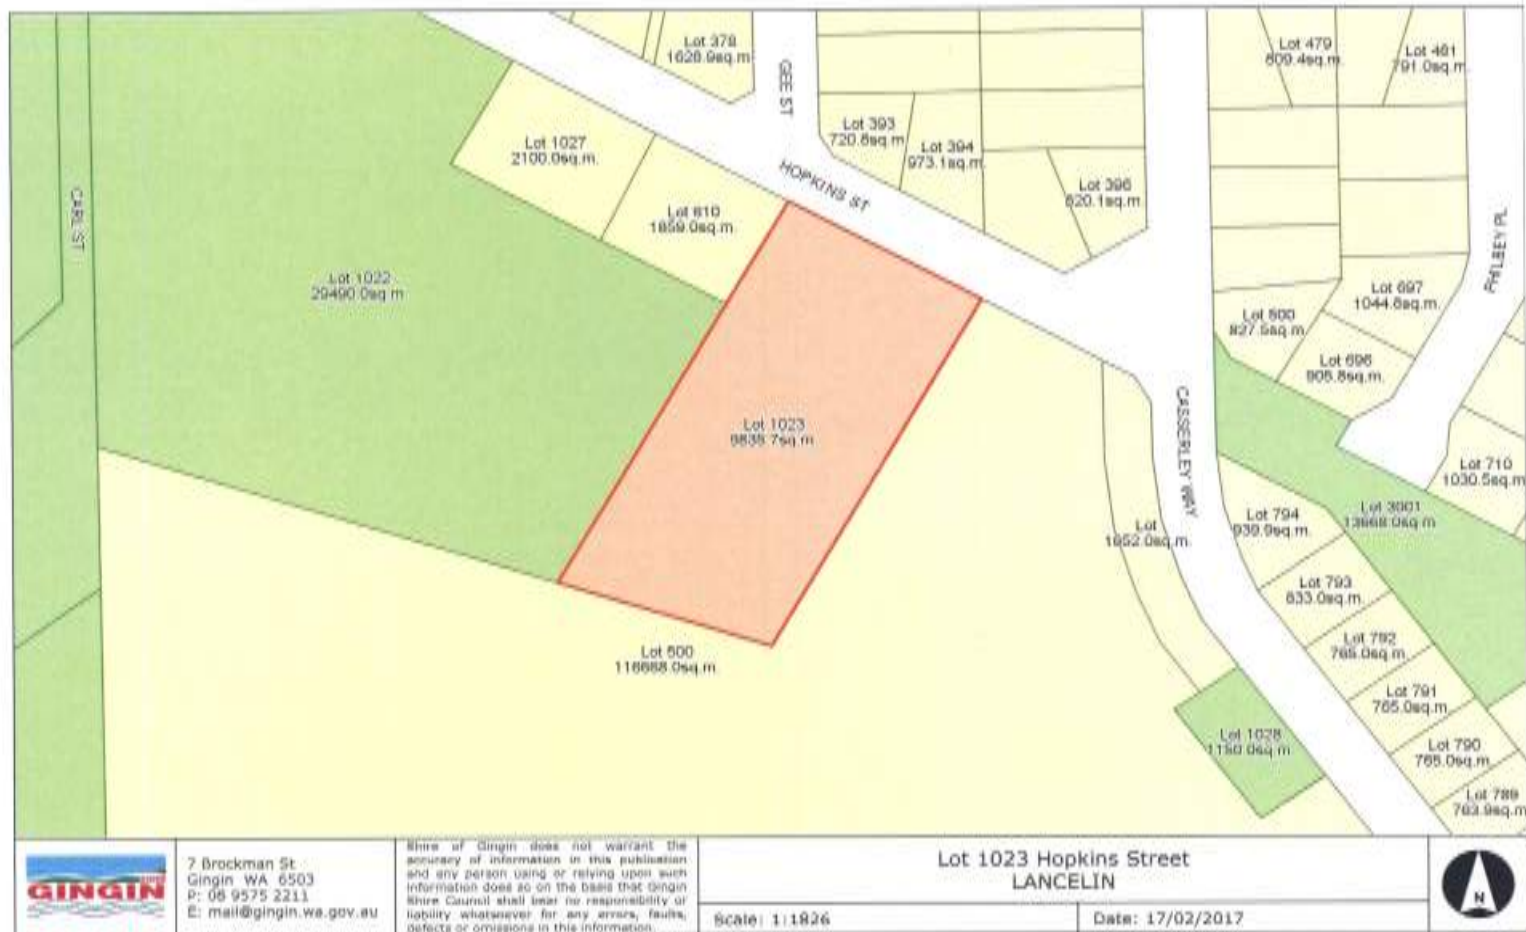 Lot 378
1628.9sq.m
GEE ST
Lot 479
809.4sq.m
Lot 481
791.0sq.m
Lot 393
720.8sq.m
Lot 394
973.1sq.m
Lot 1027
2100.0sq.m.
HOPKINS ST
Lot 396
820.1sq.m
CARL ST
Lot 810
1859.0sq.m
PHILBEY PL
Lot 1022
29490.0sq.m
Lot 697
1044.8sq.m.
Lot 800
827.5sq.m
Lot 696
906.8sq.m.
CASSERLEY WAY
Lot 1023
9838.7sq.m
Lot 710
1030.5sq.m
Lot 3001
13668.0sq.m
Lot 794
939.9sq.m
Lot
1652.0sq.m.
Lot 793
833.0sq.m
Lot 792
765.0sq.m
Lot 500
116668.0sq.m
Lot 791
765.0sq.m
Lot 1028
1150.0sq.m
Lot 790
765.0sq.m
Lot 789
763.9sq.m
GINGIN
7 Brockman St
Gingin WA 6503
P: 08 9575 2211
E: mail@gingin.wa.gov.au
Shire of Gingin does not warrant the
accuracy of information in this publication
and any person using or relying upon such
information does so on the basis that Gingin
Shire Council shall bear no responsibility or
liability whatsoever for any errors, faults,
defects or omissions in this information.
Lot 1023 Hopkins Street
LANCELIN
Scale: 1:1826
Date: 17/02/2017
N